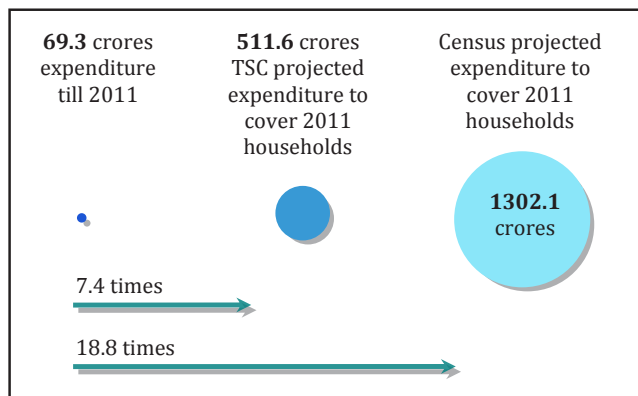 69.3 crores
expenditure
till 2011
511.6 crores
TSC projected
expenditure to
cover 2011
households
Census projected
expenditure to
cover 2011
households
1302.1
crores
7.4 times
18.8 times